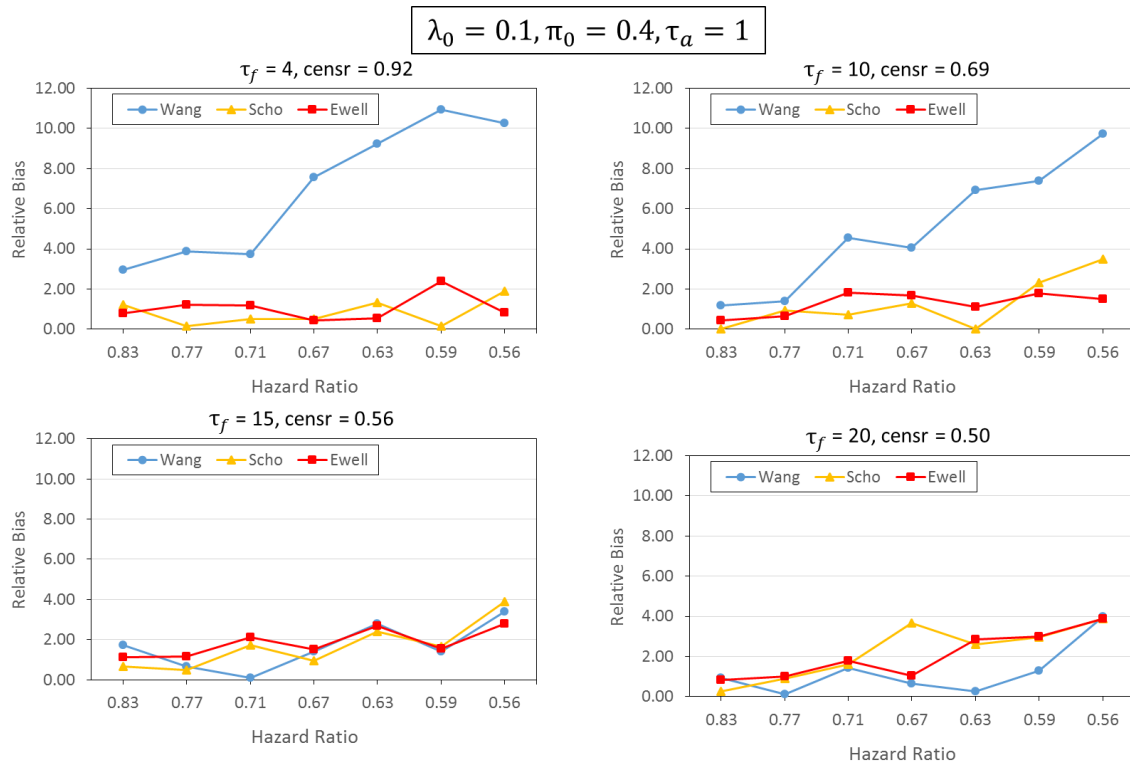 λ₀ = 0.1, π₀ = 0.4, τₐ = 1
τ_f = 4, censr = 0.92
Relative Bias
12.00
10.00
8.00
6.00
4.00
2.00
0.00
Wang Scho Ewell
0.83 0.77 0.71 0.67 0.63 0.59 0.56
Hazard Ratio
τ_f = 10, censr = 0.69
Relative Bias
12.00
10.00
8.00
6.00
4.00
2.00
0.00
Wang Scho Ewell
0.83 0.77 0.71 0.67 0.63 0.59 0.56
Hazard Ratio
τ_f = 15, censr = 0.56
Relative Bias
12.00
10.00
8.00
6.00
4.00
2.00
0.00
Wang Scho Ewell
0.83 0.77 0.71 0.67 0.63 0.59 0.56
Hazard Ratio
τ_f = 20, censr = 0.50
Relative Bias
12.00
10.00
8.00
6.00
4.00
2.00
0.00
Wang Scho Ewell
0.83 0.77 0.71 0.67 0.63 0.59 0.56
Hazard Ratio